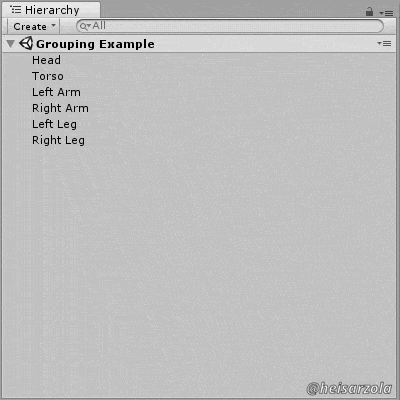 Hierarchy
Create All
Grouping Example
Head
Torso
Left Arm
Right Arm
Left Leg
Right Leg
@heisarzola